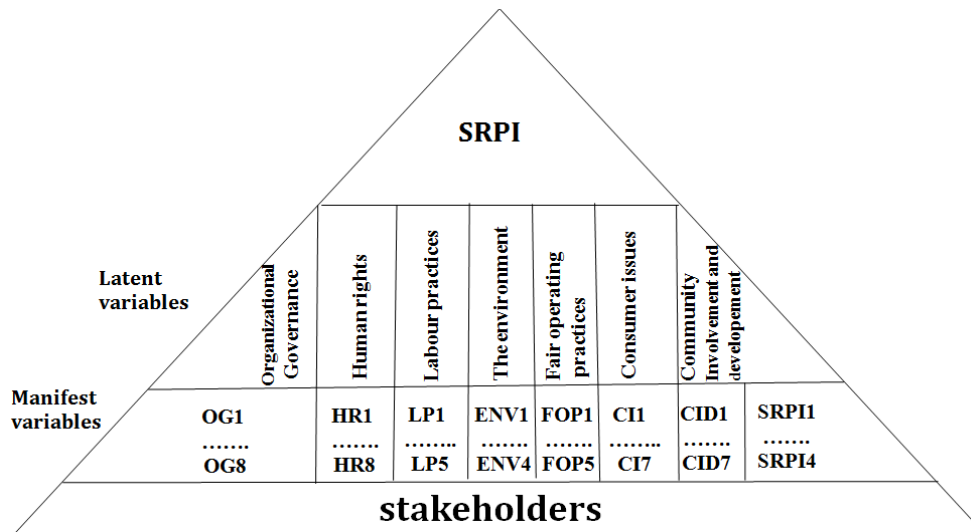 SRPI
Latent
variables
Organizational
Governance
Human rights
Labour practices
The environment
Fair operating
practices
Consumer issues
Community
Involvement and
developement
Manifest
variables
OG1
.......
OG8
HR1
.......
HR8
LP1
........
LP5
ENV1
.......
ENV4
FOP1
.......
FOP5
CI1
........
CI7
CID1
.......
CID7
SRPI1
.......
SRPI4
stakeholders